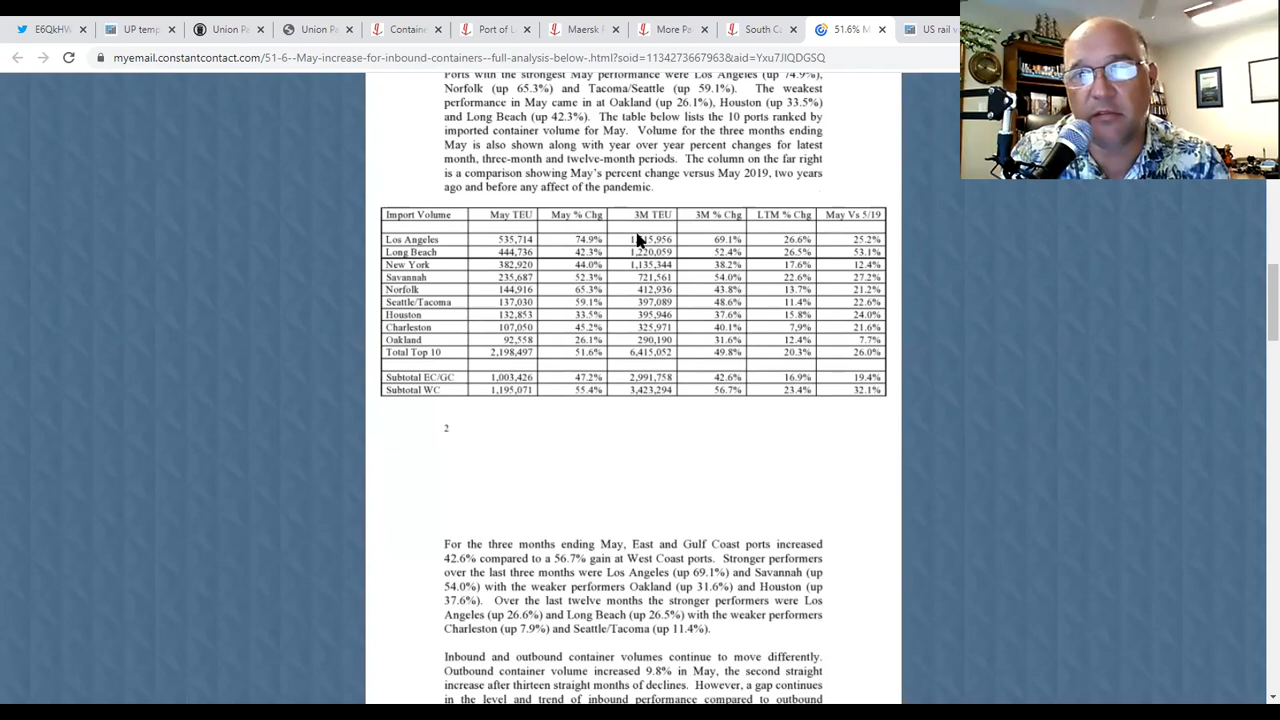 E6QkHW
UP temp
Union Pa
Union Pa
Contain
Port of L
Maersk
More Pa
South Ca
51.6% M
US rail v
myemail.constantcontact.com/51-6--May-increase-for-inbound-containers--full-analysis-below-.html?soid=1134273667963&aid=Yxu7JIQDGSQ
Ports with the strongest May performance were Los Angeles (up 74.9%),
Norfolk (up 65.3%) and Tacoma/Seattle (up 59.1%). The weakest
performance in May came in at Oakland (up 26.1%), Houston (up 33.5%)
and Long Beach (up 42.3%). The table below lists the 10 ports ranked by
imported container volume for May. Volume for the three months ending
May is also shown along with year over year percent changes for latest
month, three-month and twelve-month periods. The column on the far right
is a comparison showing May's percent change versus May 2019, two years
ago and before any affect of the pandemic.
Import Volume May TEU May % Chg 3M TEU 3M % Chg LTM % Chg May Vs 5/19
Los Angeles 535,714 74.9% 69.1% 26.6% 25.2%
Long Beach 444,736 42.3% 1,220,059 52.4% 26.5% 53.1%
New York 382,920 44.0% 1,135,344 38.2% 17.6% 12.4%
Savannah 235,687 52.3% 721,561 54.0% 22.6% 27.2%
Norfolk 144,916 65.3% 412,936 43.8% 13.7% 21.2%
Seattle/Tacoma 137,030 59.1% 397,089 48.6% 11.4% 22.6%
Houston 132,853 33.5% 395,946 37.6% 15.8% 24.0%
Charleston 107,050 45.2% 325,971 40.1% 7.9% 21.6%
Oakland 92,558 26.1% 290,190 31.6% 12.4% 7.7%
Total Top 10 2,198,497 51.6% 6,415,052 49.8% 20.3% 26.0%
Subtotal EC/GC 1,003,426 47.2% 2,991,758 42.6% 16.9% 19.4%
Subtotal WC 1,195,071 55.4% 3,423,294 56.7% 23.4% 32.1%
2
For the three months ending May, East and Gulf Coast ports increased
42.6% compared to a 56.7% gain at West Coast ports. Stronger performers
over the last three months were Los Angeles (up 69.1%) and Savannah (up
54.0%) with the weaker performers Oakland (up 31.6%) and Houston (up
37.6%). Over the last twelve months the stronger performers were Los
Angeles (up 26.6%) and Long Beach (up 26.5%) with the weaker performers
Charleston (up 7.9%) and Seattle/Tacoma (up 11.4%).
Inbound and outbound container volumes continue to move differently.
Outbound container volume increased 9.8% in May, the second straight
increase after thirteen straight months of declines. However, a gap continues
in the level and trend of inbound performance compared to outbound